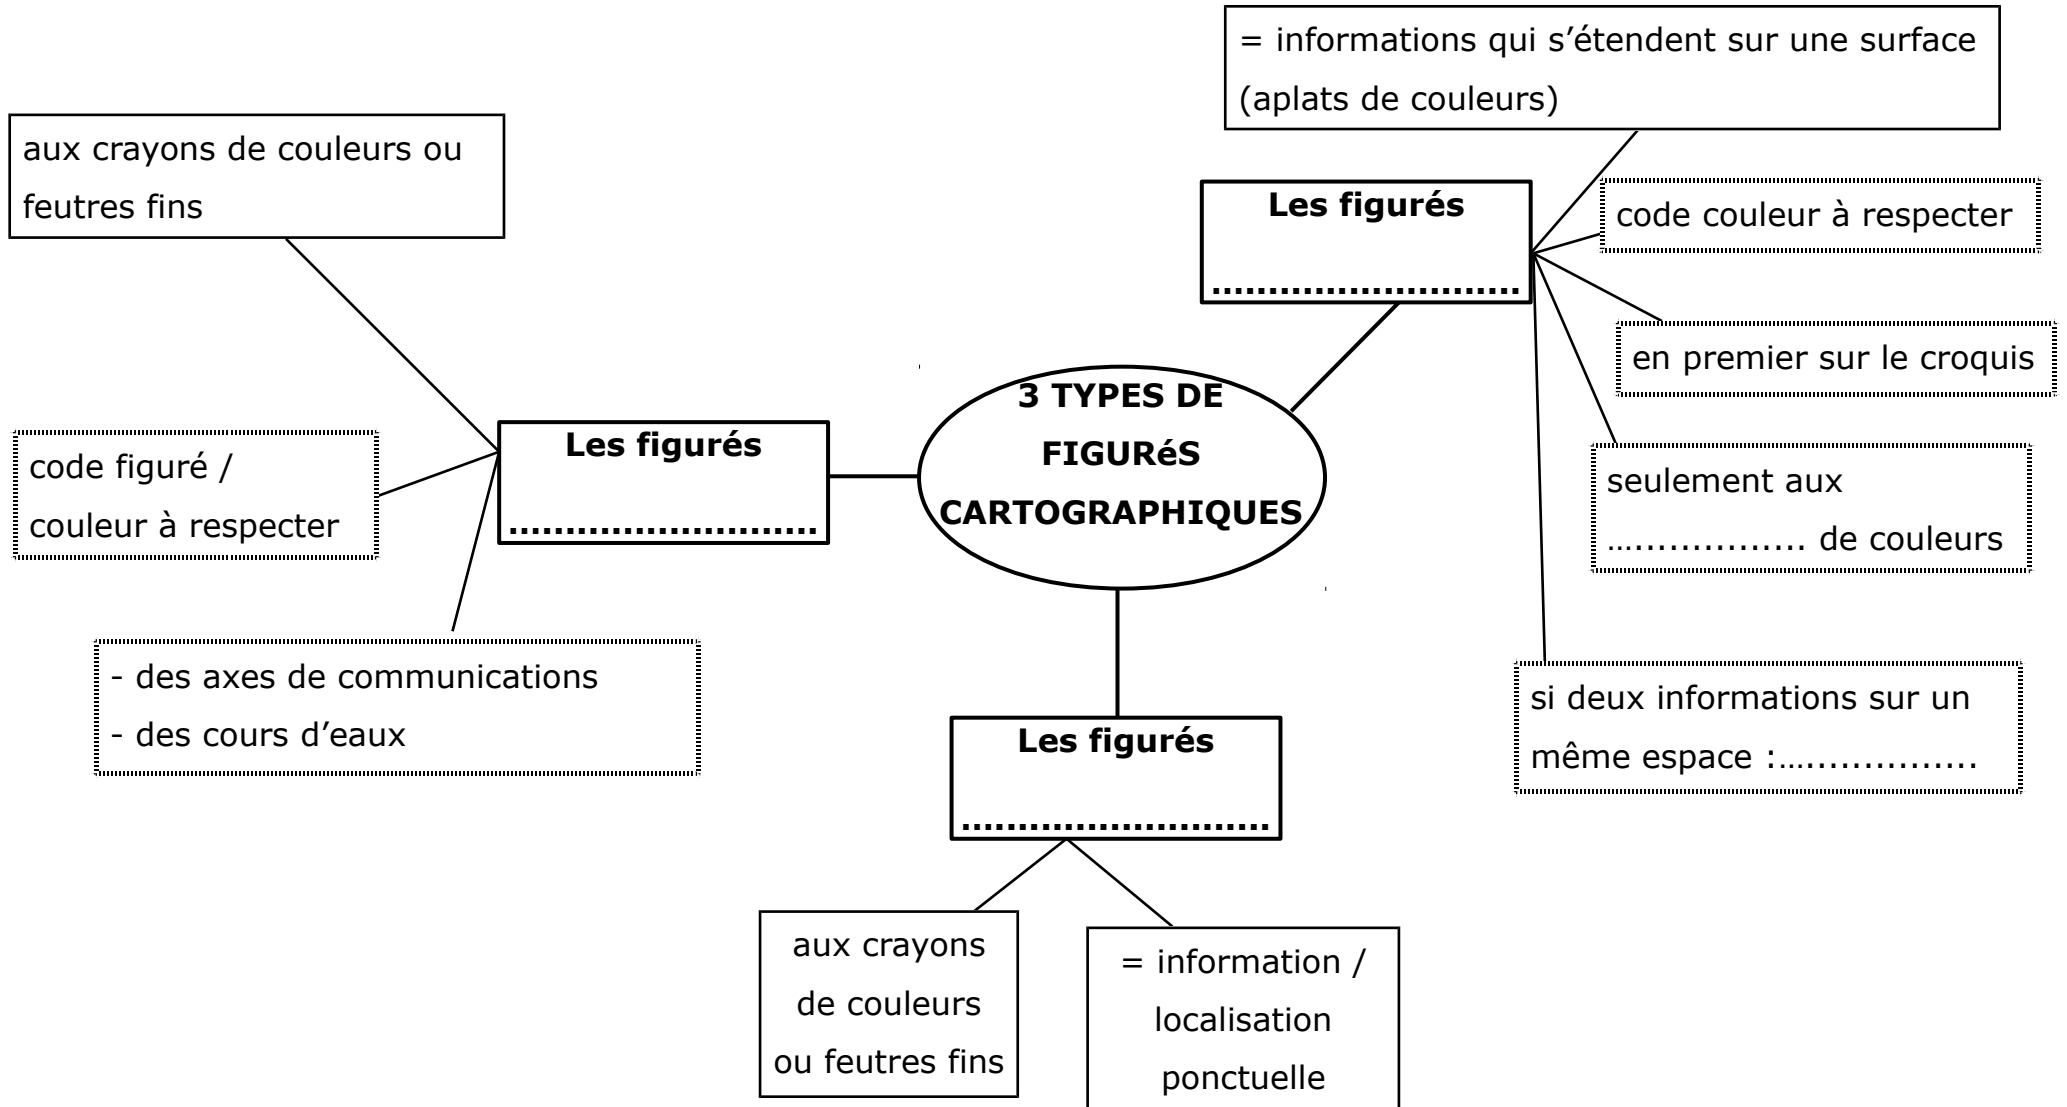 = informations qui s’étendent sur une surface
(aplats de couleurs)
aux crayons de couleurs ou
feutres fins
Les figurés
...........................
code couleur à respecter
en premier sur le croquis
3 TYPES DE
FIGURéS
CARTOGRAPHIQUES
Les figurés
...........................
code figuré /
couleur à respecter
seulement aux
.................. de couleurs
- des axes de communications
- des cours d’eaux
si deux informations sur un
même espace :..................
Les figurés
...........................
aux crayons
de couleurs
ou feutres fins
= information /
localisation
ponctuelle